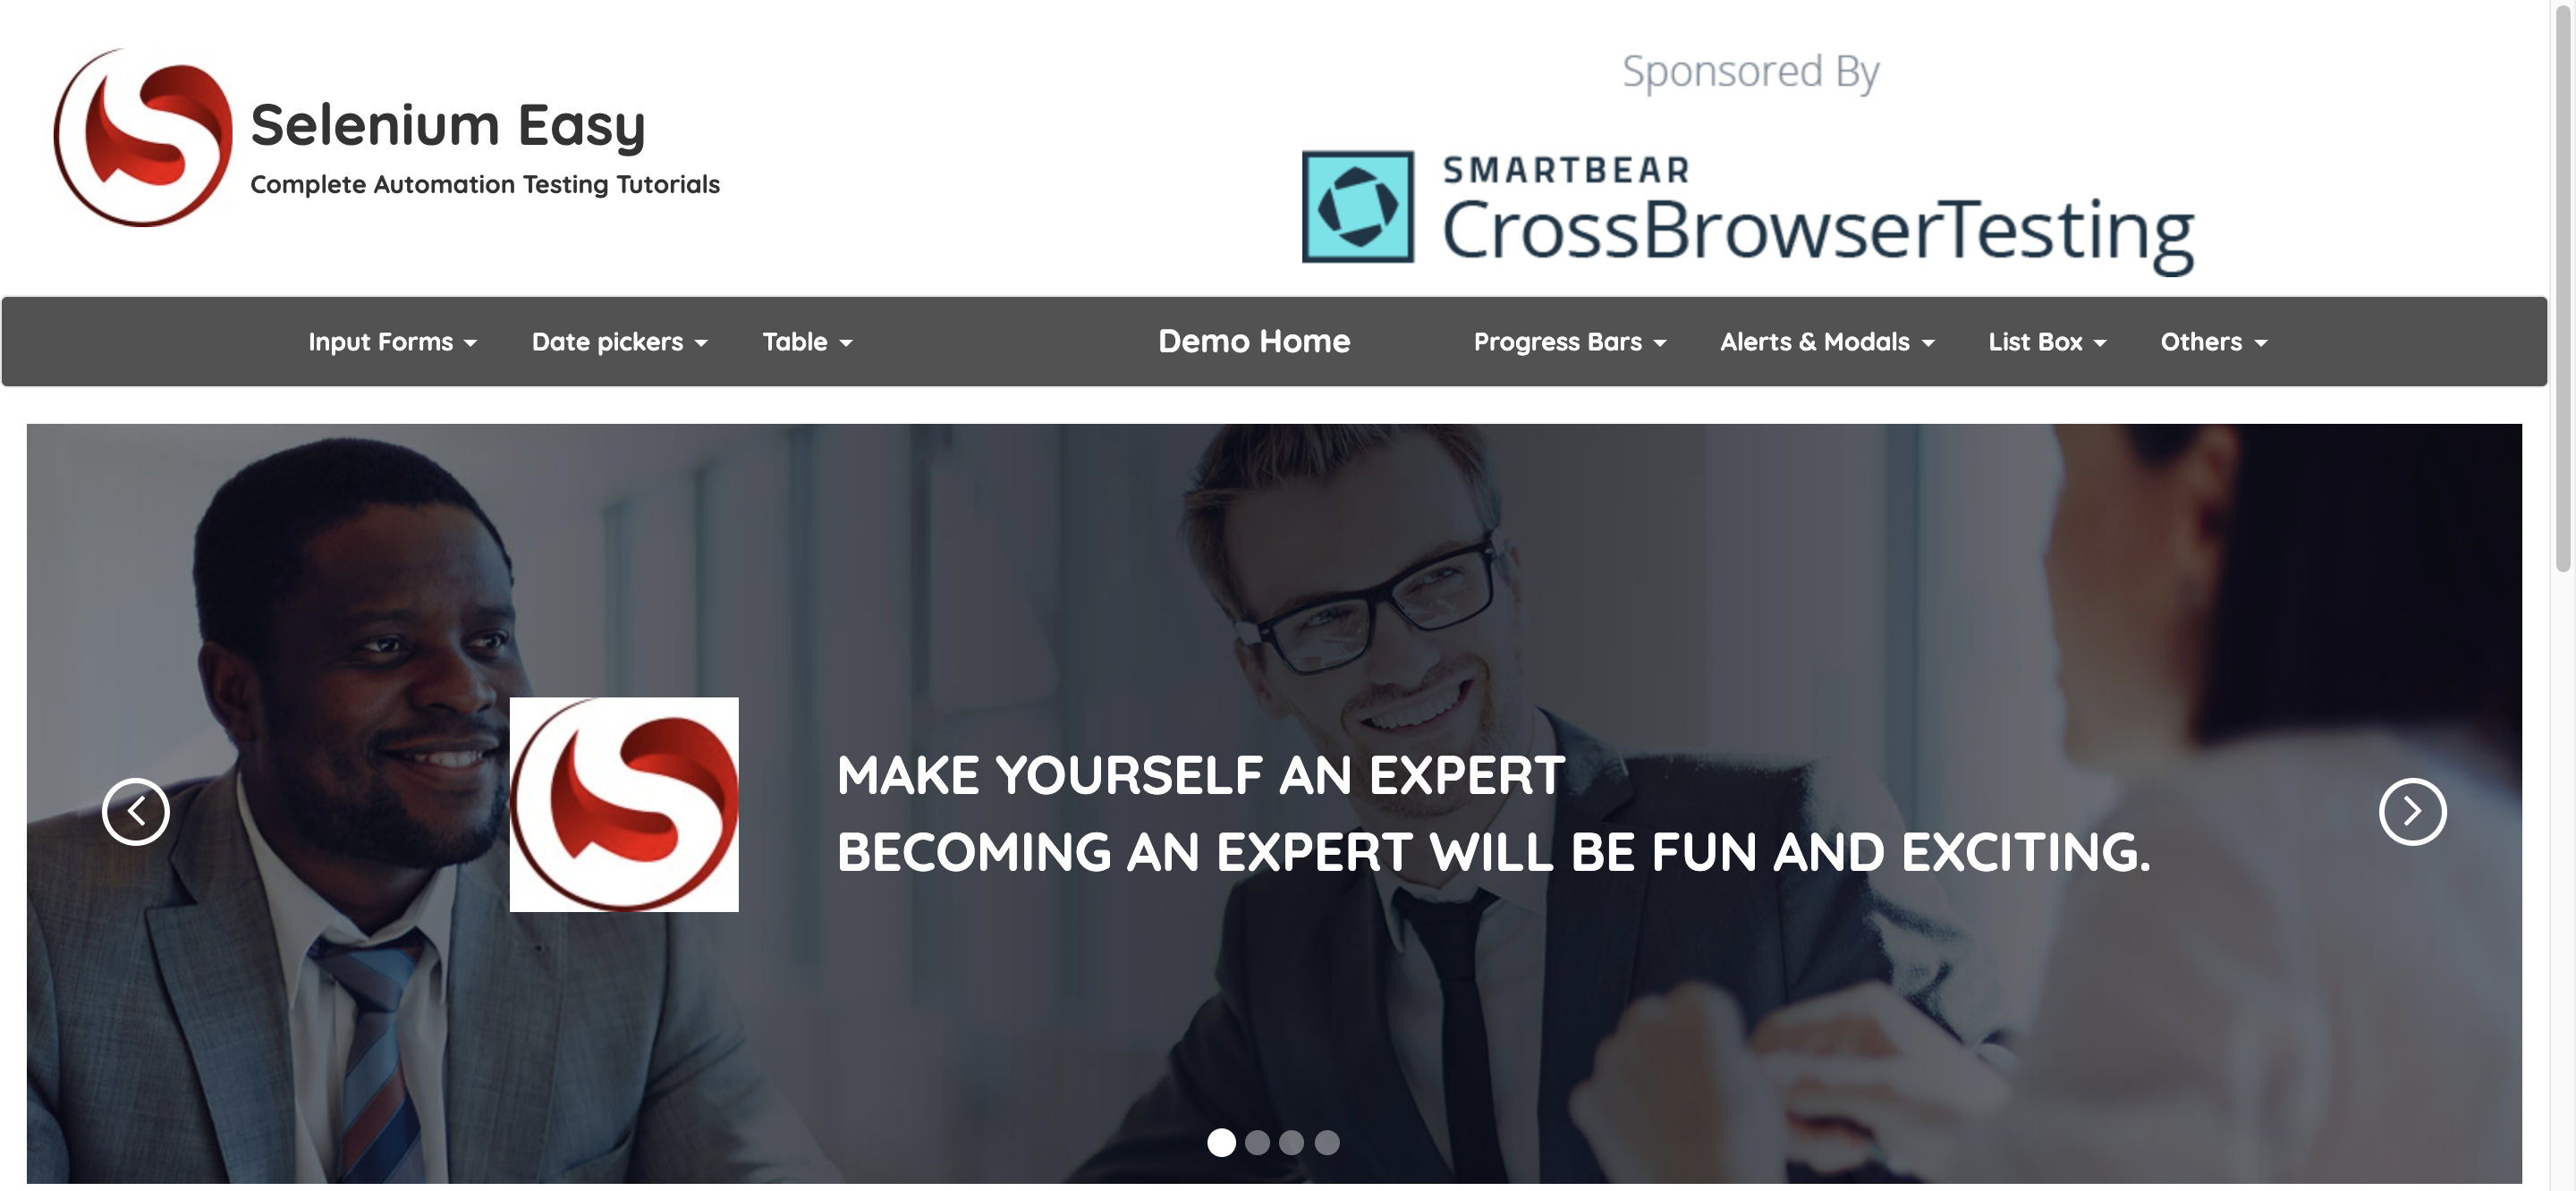 Selenium Easy
Complete Automation Testing Tutorials
Sponsored By
SMARTBEAR
CrossBrowserTesting
Input Forms Date pickers Table Demo Home Progress Bars Alerts & Modals List Box Others
MAKE YOURSELF AN EXPERT
BECOMING AN EXPERT WILL BE FUN AND EXCITING.